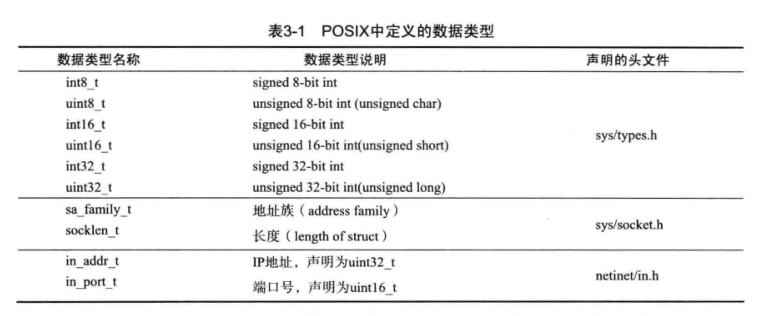 表3-1 POSIX中定义的数据类型
数据类型名称 数据类型说明 声明的头文件
int8_t signed 8-bit int
uint8_t unsigned 8-bit int (unsigned char)
int16_t signed 16-bit int
uint16_t unsigned 16-bit int(unsigned short)
sys/types.h
int32_t signed 32-bit int
uint32_t unsigned 32-bit int(unsigned long)
sa_family_t 地址族（address family）
sys/socket.h
socklen_t 长度（length of struct）
in_addr_t IP地址，声明为uint32_t
netinet/in.h
in_port_t 端口号，声明为uint16_t